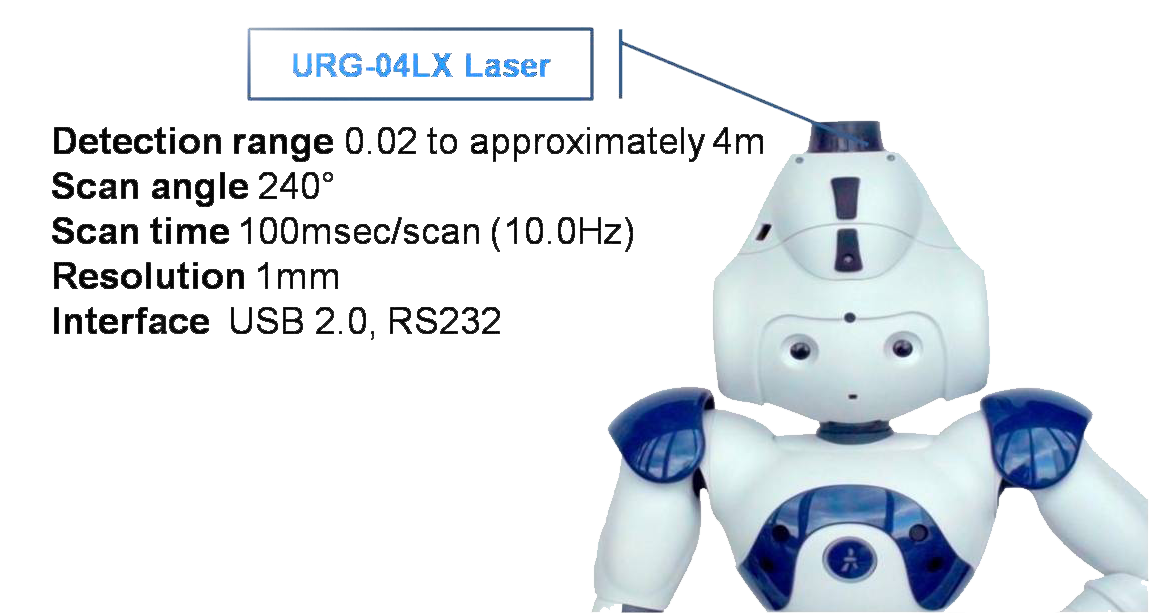 URG-04LX Laser
Detection range 0.02 to approximately 4m
Scan angle 240°
Scan time 100msec/scan (10.0Hz)
Resolution 1mm
Interface USB 2.0, RS232